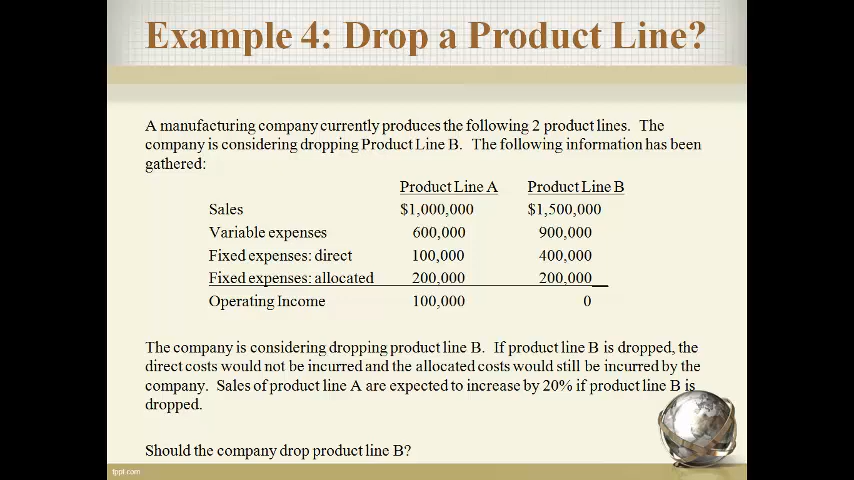 Example 4: Drop a Product Line?
A manufacturing company currently produces the following 2 product lines. The
company is considering dropping Product Line B. The following information has been
gathered:
Product Line A Product Line B
Sales $1,000,000 $1,500,000
Variable expenses 600,000 900,000
Fixed expenses: direct 100,000 400,000
Fixed expenses: allocated 200,000 200,000
Operating Income 100,000 0
The company is considering dropping product line B. If product line B is dropped, the
direct costs would not be incurred and the allocated costs would still be incurred by the
company. Sales of product line A are expected to increase by 20% if product line B is
dropped.
Should the company drop product line B?
fppt.com